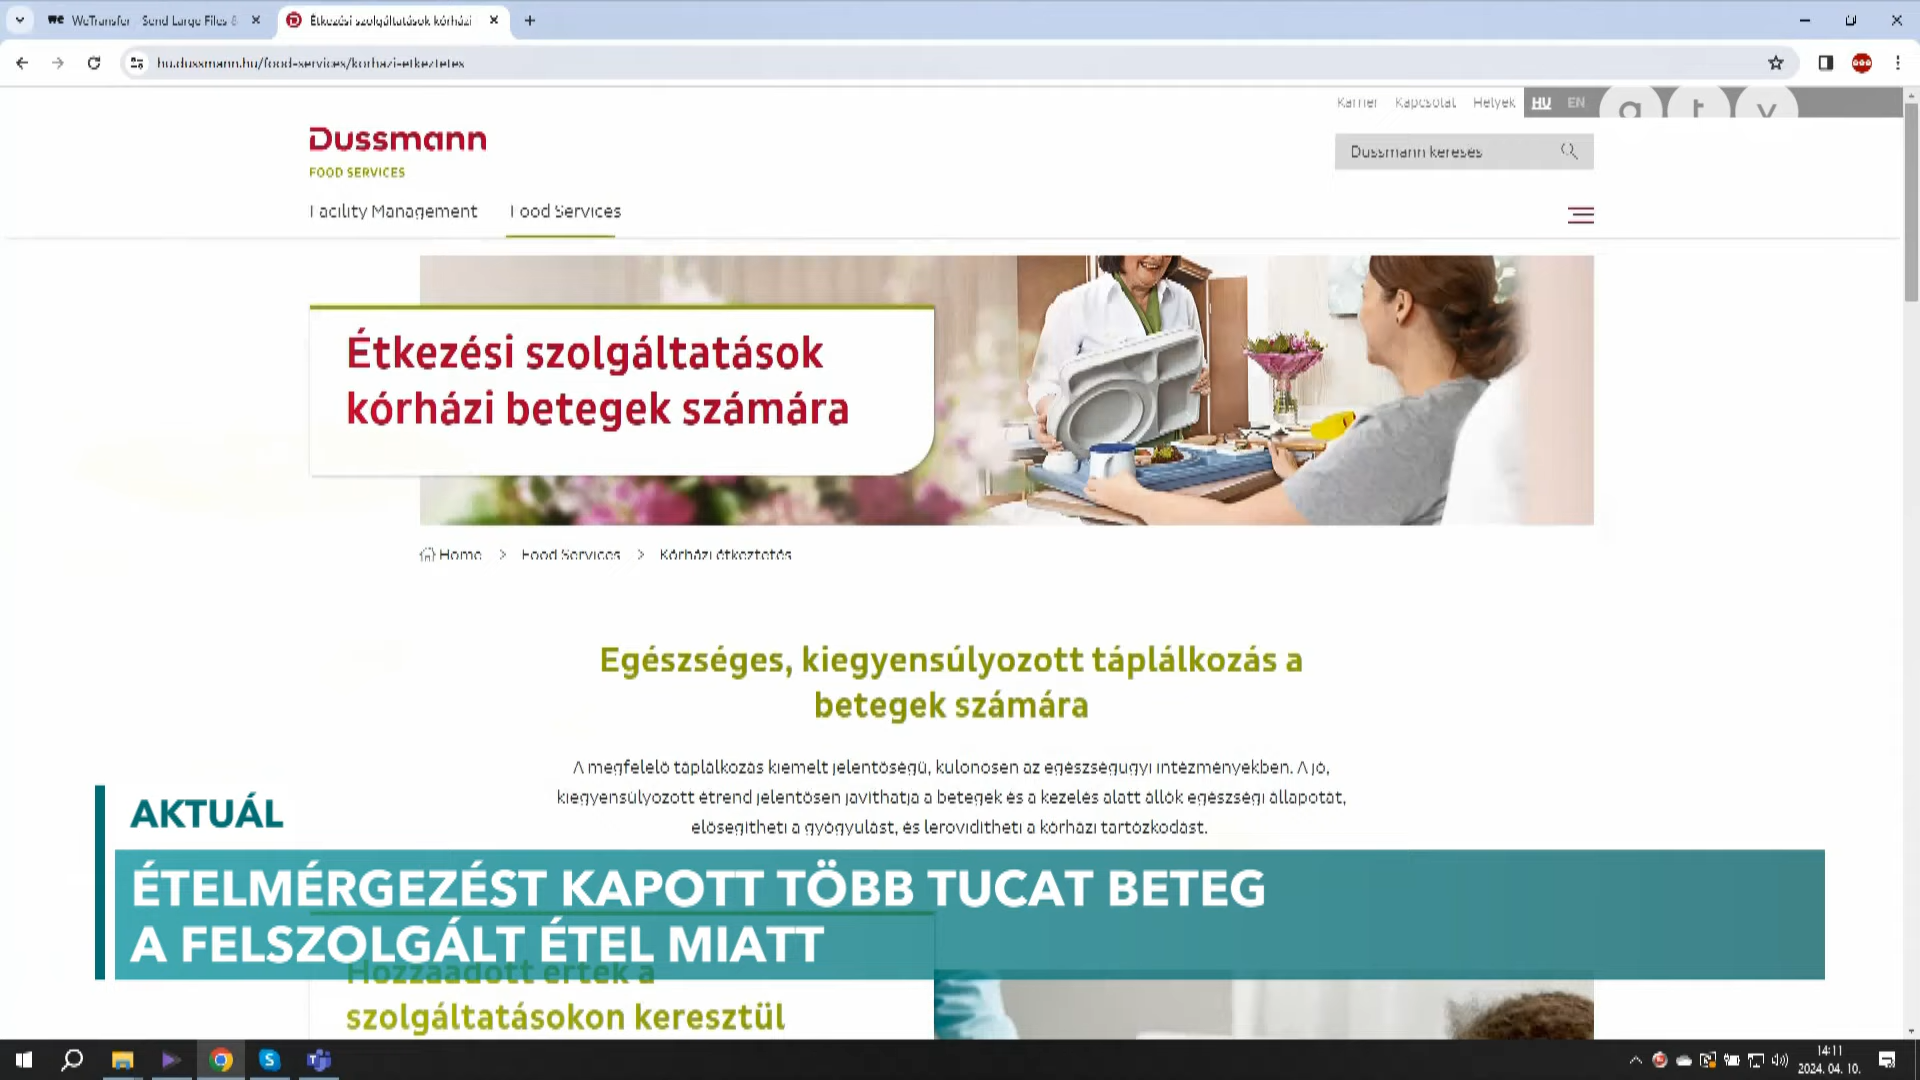 WeTransfer Send Large Files &
Étkezési szolgáltatások kórházi
hu.dussmann.hu/food-services/korhazi-etkeztetes
Karrier Kapcsolat Helyek HU EN
a t v
Dussmann
FOOD SERVICES
Dussmann keresés
Facility Management Food Services
Étkezési szolgáltatások
kórházi betegek számára
Home > Food Services > Kórházi étkeztetés
Egészséges, kiegyensúlyozott táplálkozás a
betegek számára
A megfelelő táplálkozás kiemelt jelentőségű, különösen az egészségügyi intézményekben. A jó,
kiegyensúlyozott étrend jelentősen javíthatja a betegek és a kezelés alatt állók egészségi állapotát,
elősegítheti a gyógyulást, és lerövidítheti a kórházi tartózkodást.
AKTUÁL
ÉTELMÉRGEZÉST KAPOTT TÖBB TUCAT BETEG
A FELSZOLGÁLT ÉTEL MIATT
Hozzáadott érték a
szolgáltatásokon keresztül
14:11
2024. 04. 10.